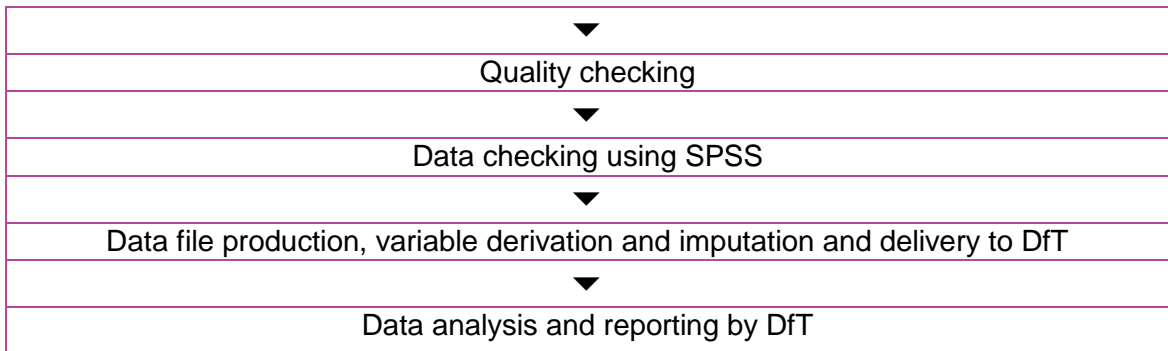 Quality checking
Data checking using SPSS
Data file production, variable derivation and imputation and delivery to DfT
Data analysis and reporting by DfT